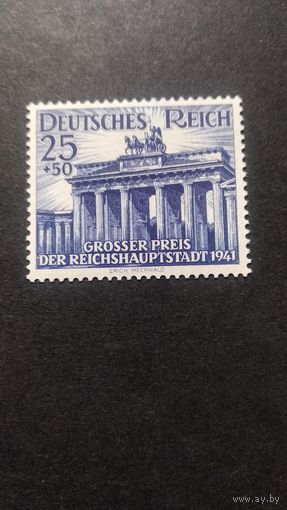 DEUTSCHES REICH
25
+50
GROSSER PREIS
DER REICHSHAUPTSTADT 1941
ERICH MEERWALD
www.ay.by